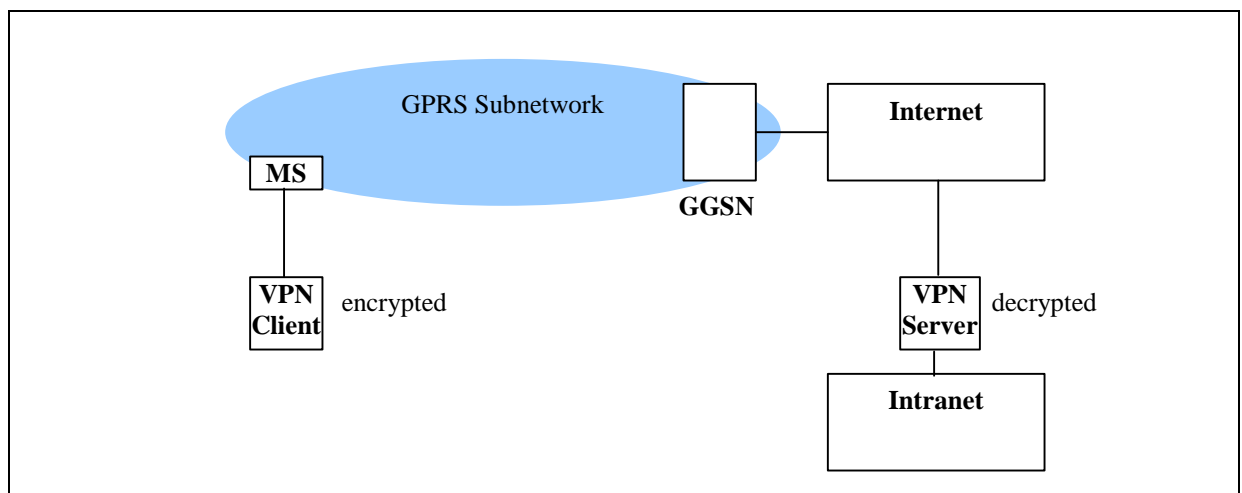 GPRS Subnetwork
Internet
MS
GGSN
VPN
Client
encrypted
VPN
Server
decrypted
Intranet